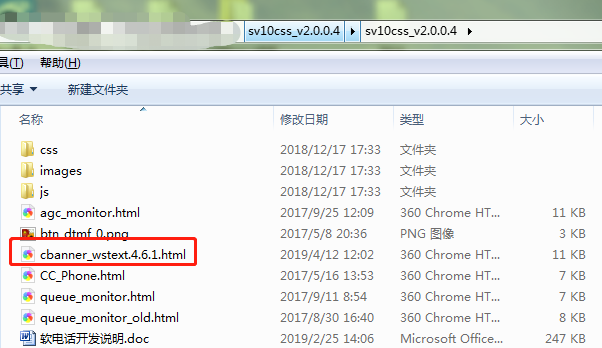 sv10css_v2.0.0.4 ▸ sv10css_v2.0.0.4 ▸
具(T) 帮助(H)
共享 ▼ 新建文件夹
名称 修改日期 类型 大小
css 2018/12/17 17:33 文件夹
images 2018/12/17 17:33 文件夹
js 2018/12/17 17:33 文件夹
agc_monitor.html 2017/9/25 12:09 360 Chrome HT... 11 KB
btn_dtmf_0.png 2017/5/8 20:36 PNG 图像 3 KB
cbanner_wstext.4.6.1.html 2019/4/12 12:02 360 Chrome HT... 11 KB
CC_Phone.html 2017/5/16 13:53 360 Chrome HT... 7 KB
queue_monitor.html 2017/9/11 8:54 360 Chrome HT... 7 KB
queue_monitor_old.html 2017/8/30 16:40 360 Chrome HT... 6 KB
软电话开发说明.doc 2019/2/25 14:06 Microsoft Office... 247 KB